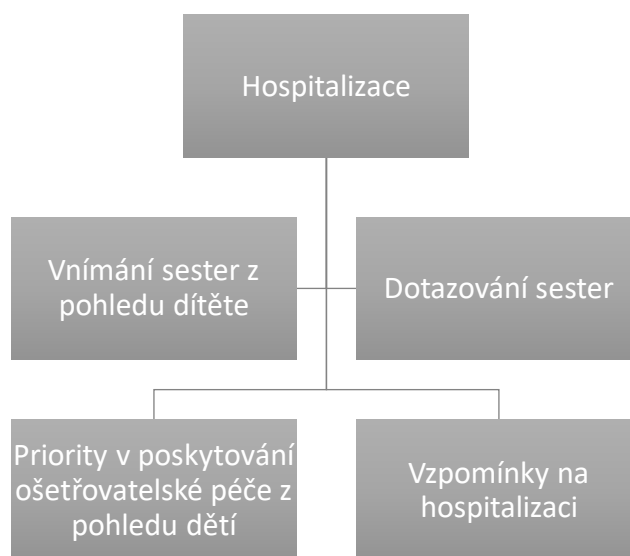 Hospitalizace
Vnímání sester z
pohledu dítěte
Dotazování sester
Priority v poskytování
ošetřovatelské péče z
pohledu dětí
Vzpomínky na
hospitalizaci